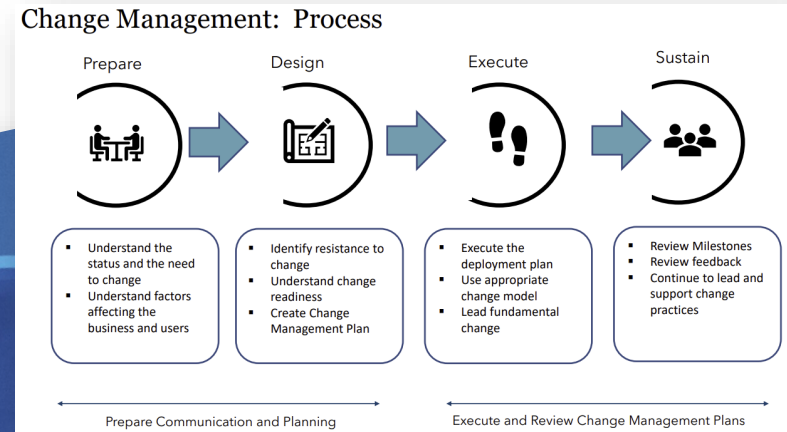 Change Management: Process
Prepare
Design
Execute
Sustain
▪ Understand the
status and the need
to change
▪ Understand factors
affecting the
business and users
▪ Identify resistance to
change
▪ Understand change
readiness
▪ Create Change
Management Plan
▪ Execute the
deployment plan
▪ Use appropriate
change model
▪ Lead fundamental
change
▪ Review Milestones
▪ Review feedback
▪ Continue to lead and
support change
practices
Prepare Communication and Planning
Execute and Review Change Management Plans